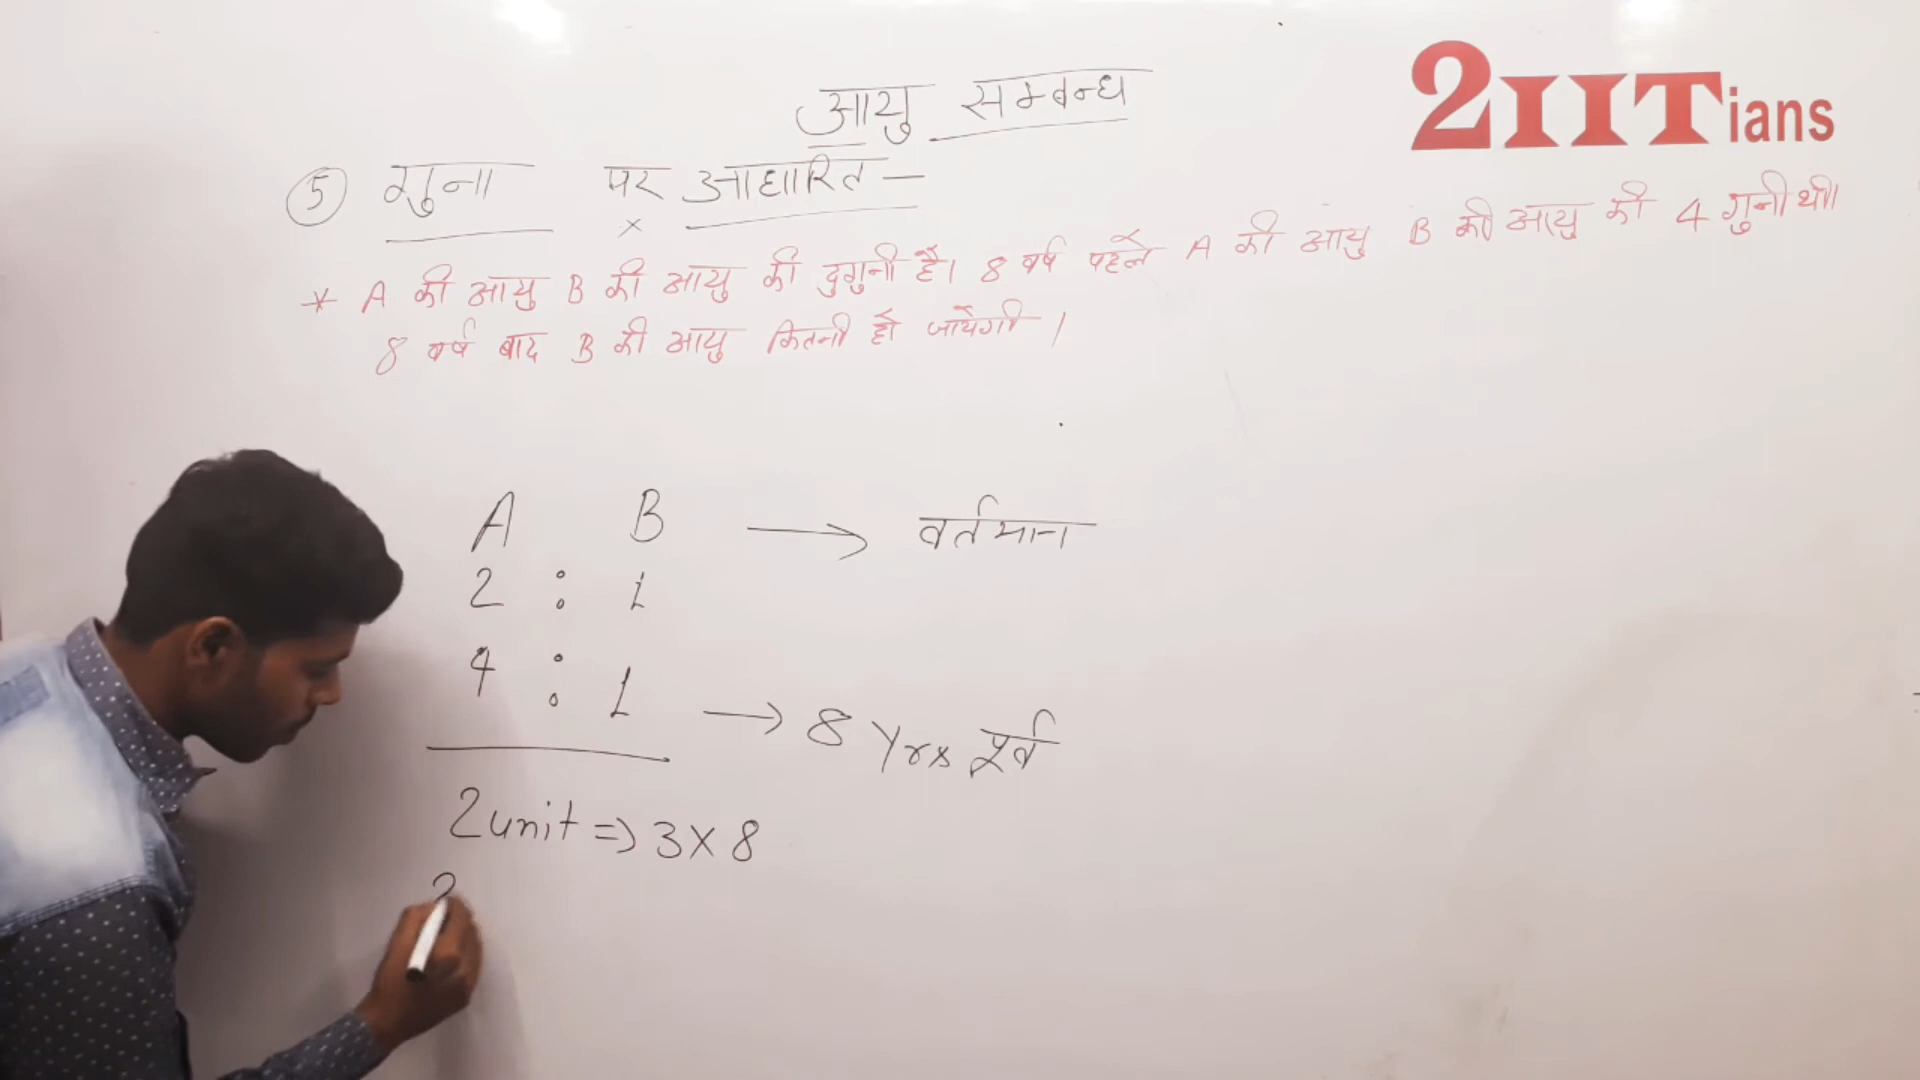 आयु सम्बन्ध
2IITians
5 गुना पर आधारित —
×
* A की आयु B की आयु की दुगुनी है। 8 वर्ष पहले A की आयु B की आयु की 4 गुनी थी।
8 वर्ष बाद B की आयु कितनी हो जायेगी।
A B → वर्तमान
2 : 1
4 : 1 → 8 Yrs पूर्व
2unit => 3×8
2